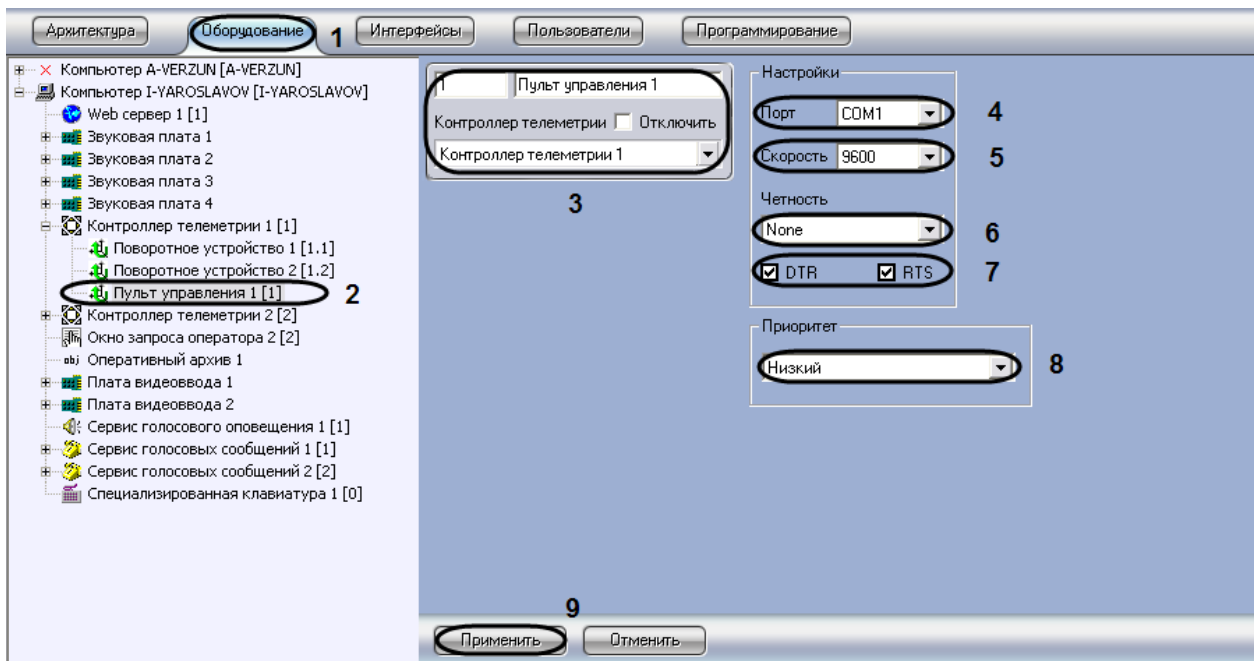 Архитектура
Оборудование
1
Интерфейсы
Пользователи
Программирование
Компьютер A-VERZUN [A-VERZUN]
Компьютер I-YAROSLAVOV [I-YAROSLAVOV]
Web сервер 1 [1]
Звуковая плата 1
Звуковая плата 2
Звуковая плата 3
Звуковая плата 4
Контроллер телеметрии 1 [1]
Поворотное устройство 1 [1.1]
Поворотное устройство 2 [1.2]
Пульт управления 1 [1]
2
Контроллер телеметрии 2 [2]
Окно запроса оператора 2 [2]
obj Оперативный архив 1
Плата видеоввода 1
Плата видеоввода 2
Сервис голосового оповещения 1 [1]
Сервис голосовых сообщений 1 [1]
Сервис голосовых сообщений 2 [2]
Специализированная клавиатура 1 [0]
1 Пульт управления 1
Контроллер телеметрии Отключить
Контроллер телеметрии 1
3
Настройки
Порт COM1 4
Скорость 9600 5
Четность
None 6
DTR RTS 7
Приоритет
Низкий 8
9
Применить Отменить